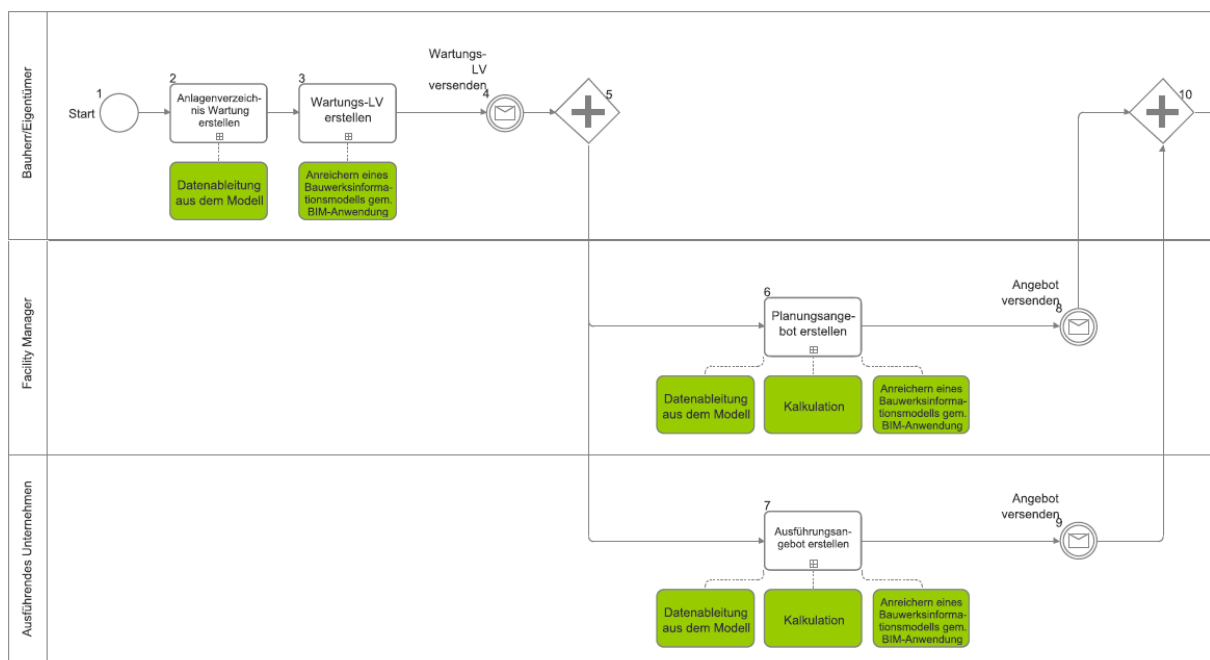 Bauherr/Eigentümer
1
Start
2
Anlagenverzeich-
nis Wartung
erstellen
Datenableitung
aus dem Modell
3
Wartungs-LV
erstellen
Anreichern eines
Bauwerksinforma-
tionsmodells gem.
BIM-Anwendung
Wartungs-
LV
versenden
4
5
10
Facility Manager
6
Planungsange-
bot erstellen
Datenableitung
aus dem Modell
Kalkulation
Anreichern eines
Bauwerksinforma-
tionsmodells gem.
BIM-Anwendung
Angebot
versenden
8
Ausführendes Unternehmen
7
Ausführungsan-
gebot erstellen
Datenableitung
aus dem Modell
Kalkulation
Anreichern eines
Bauwerksinforma-
tionsmodells gem.
BIM-Anwendung
Angebot
versenden
9